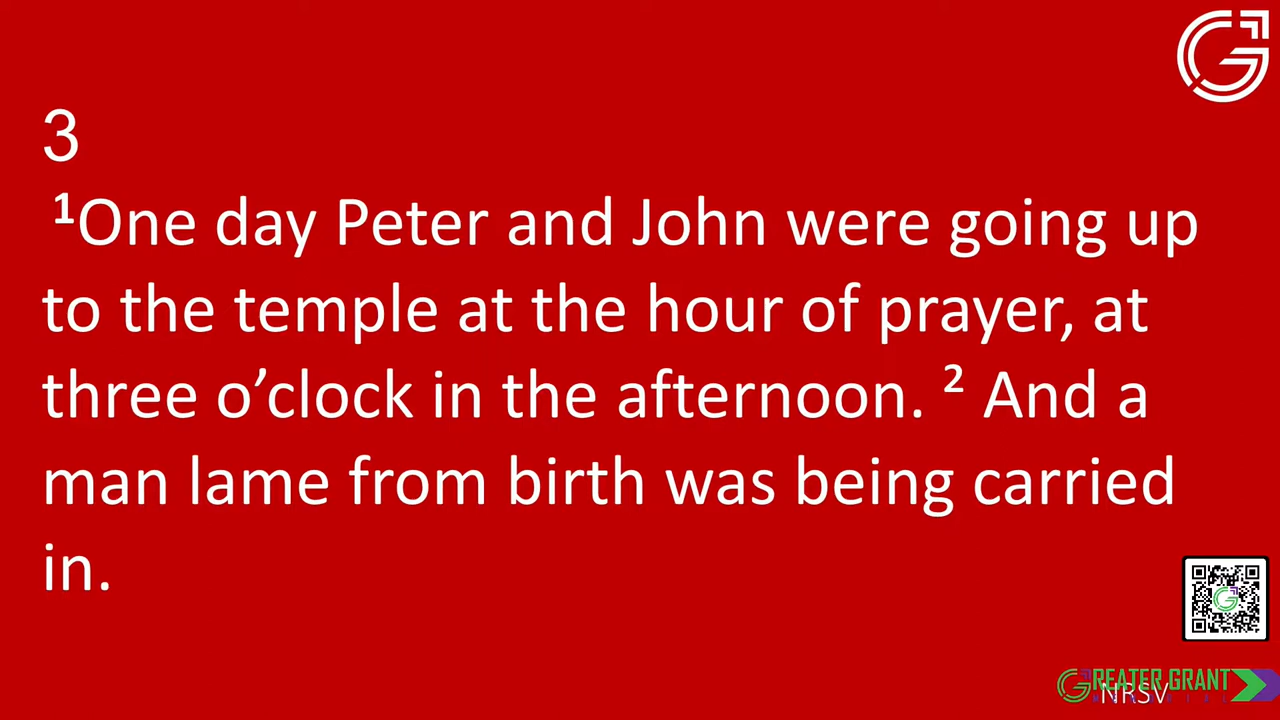 3
¹One day Peter and John were going up
to the temple at the hour of prayer, at
three o’clock in the afternoon. ² And a
man lame from birth was being carried
in.
GREATER GRANT
NRSV